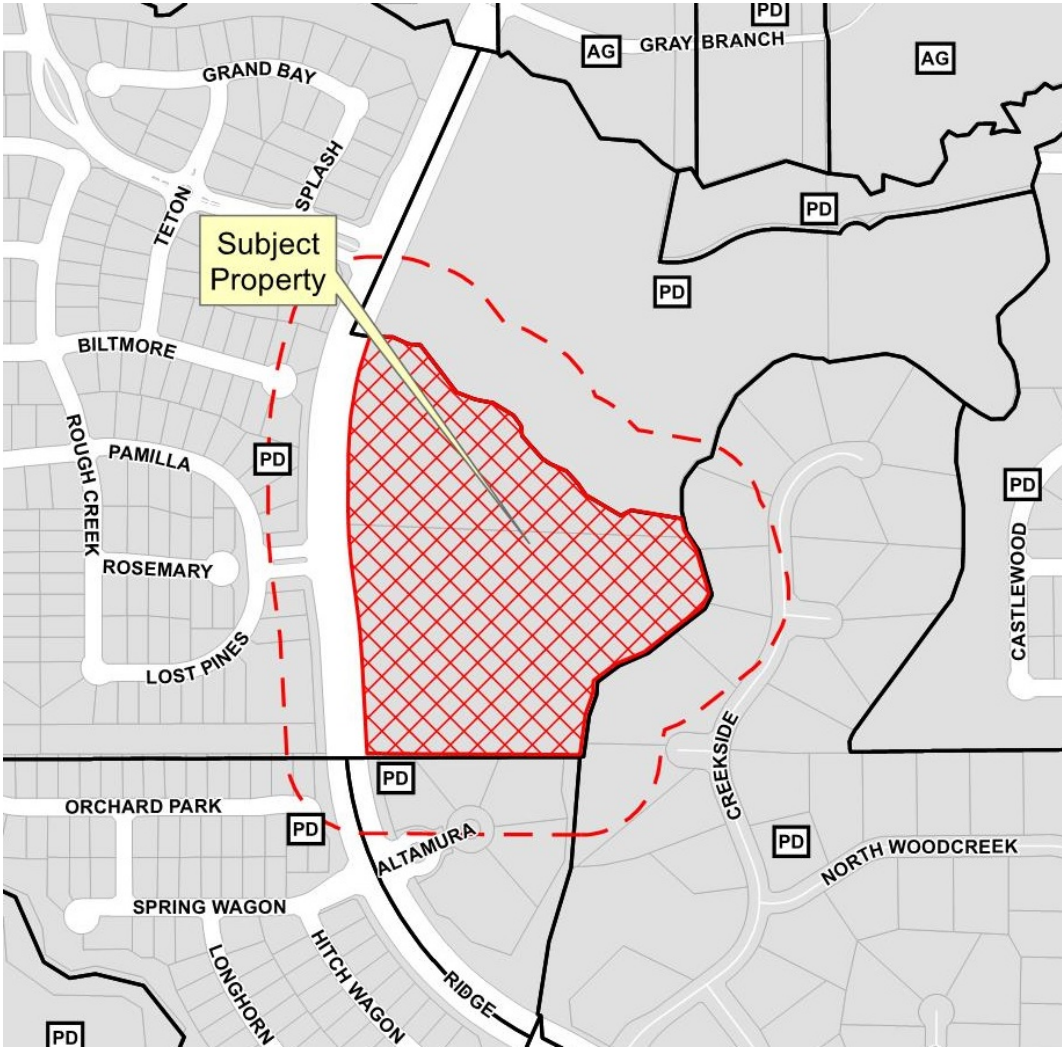 PD
GRAY BRANCH
AG
AG
GRAND BAY
SPLASH
TETON
PD
Subject
Property
PD
BILTMORE
ROUGH CREEK
PAMILLA
PD
PD
CASTLEWOOD
ROSEMARY
LOST PINES
CREEKSIDE
PD
ORCHARD PARK
PD
ALTAMURA
PD
NORTH WOODCREEK
SPRING WAGON
HITCH WAGON
LONGHORN
RIDGE
PD